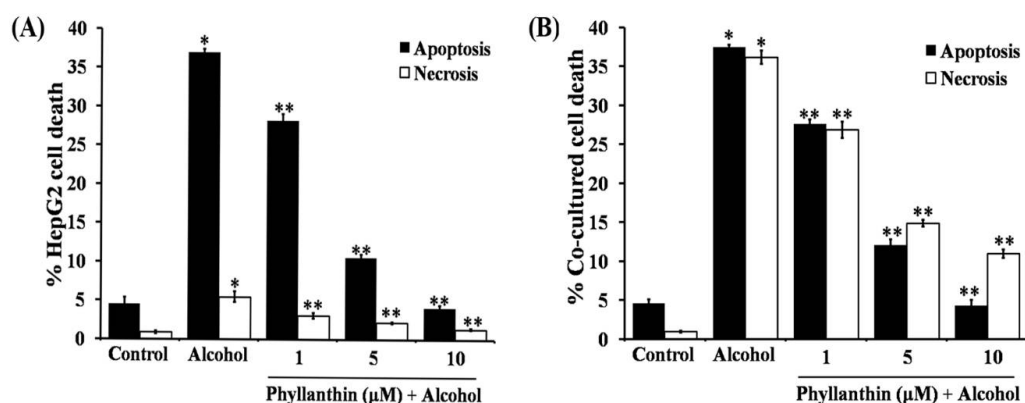 (A)
% HepG2 cell death
40
35
30
25
20
15
10
5
0
Apoptosis
Necrosis
*
*
**
**
**
**
**
**
Control
Alcohol
1
5
10
Phyllanthin (μM) + Alcohol
(B)
% Co-cultured cell death
40
35
30
25
20
15
10
5
0
Apoptosis
Necrosis
*
*
**
**
**
**
**
**
Control
Alcohol
1
5
10
Phyllanthin (μM) + Alcohol